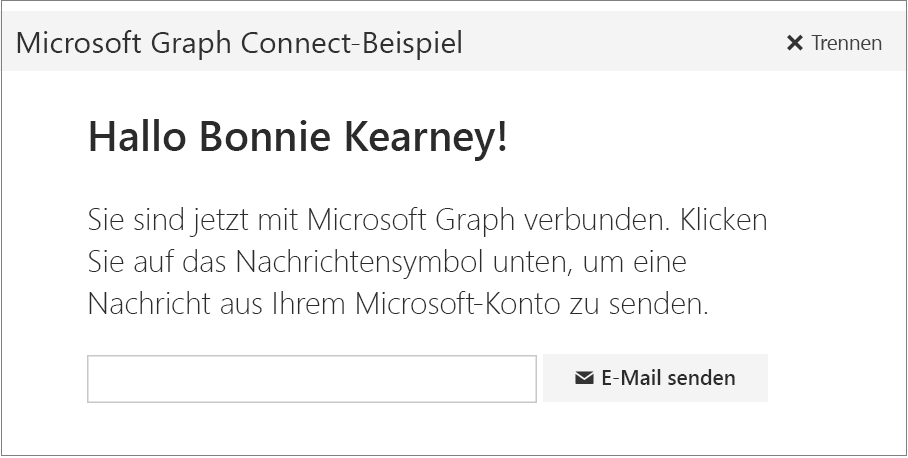 Microsoft Graph Connect-Beispiel
Trennen
Hallo Bonnie Kearney!
Sie sind jetzt mit Microsoft Graph verbunden. Klicken
Sie auf das Nachrichtensymbol unten, um eine
Nachricht aus Ihrem Microsoft-Konto zu senden.
E-Mail senden